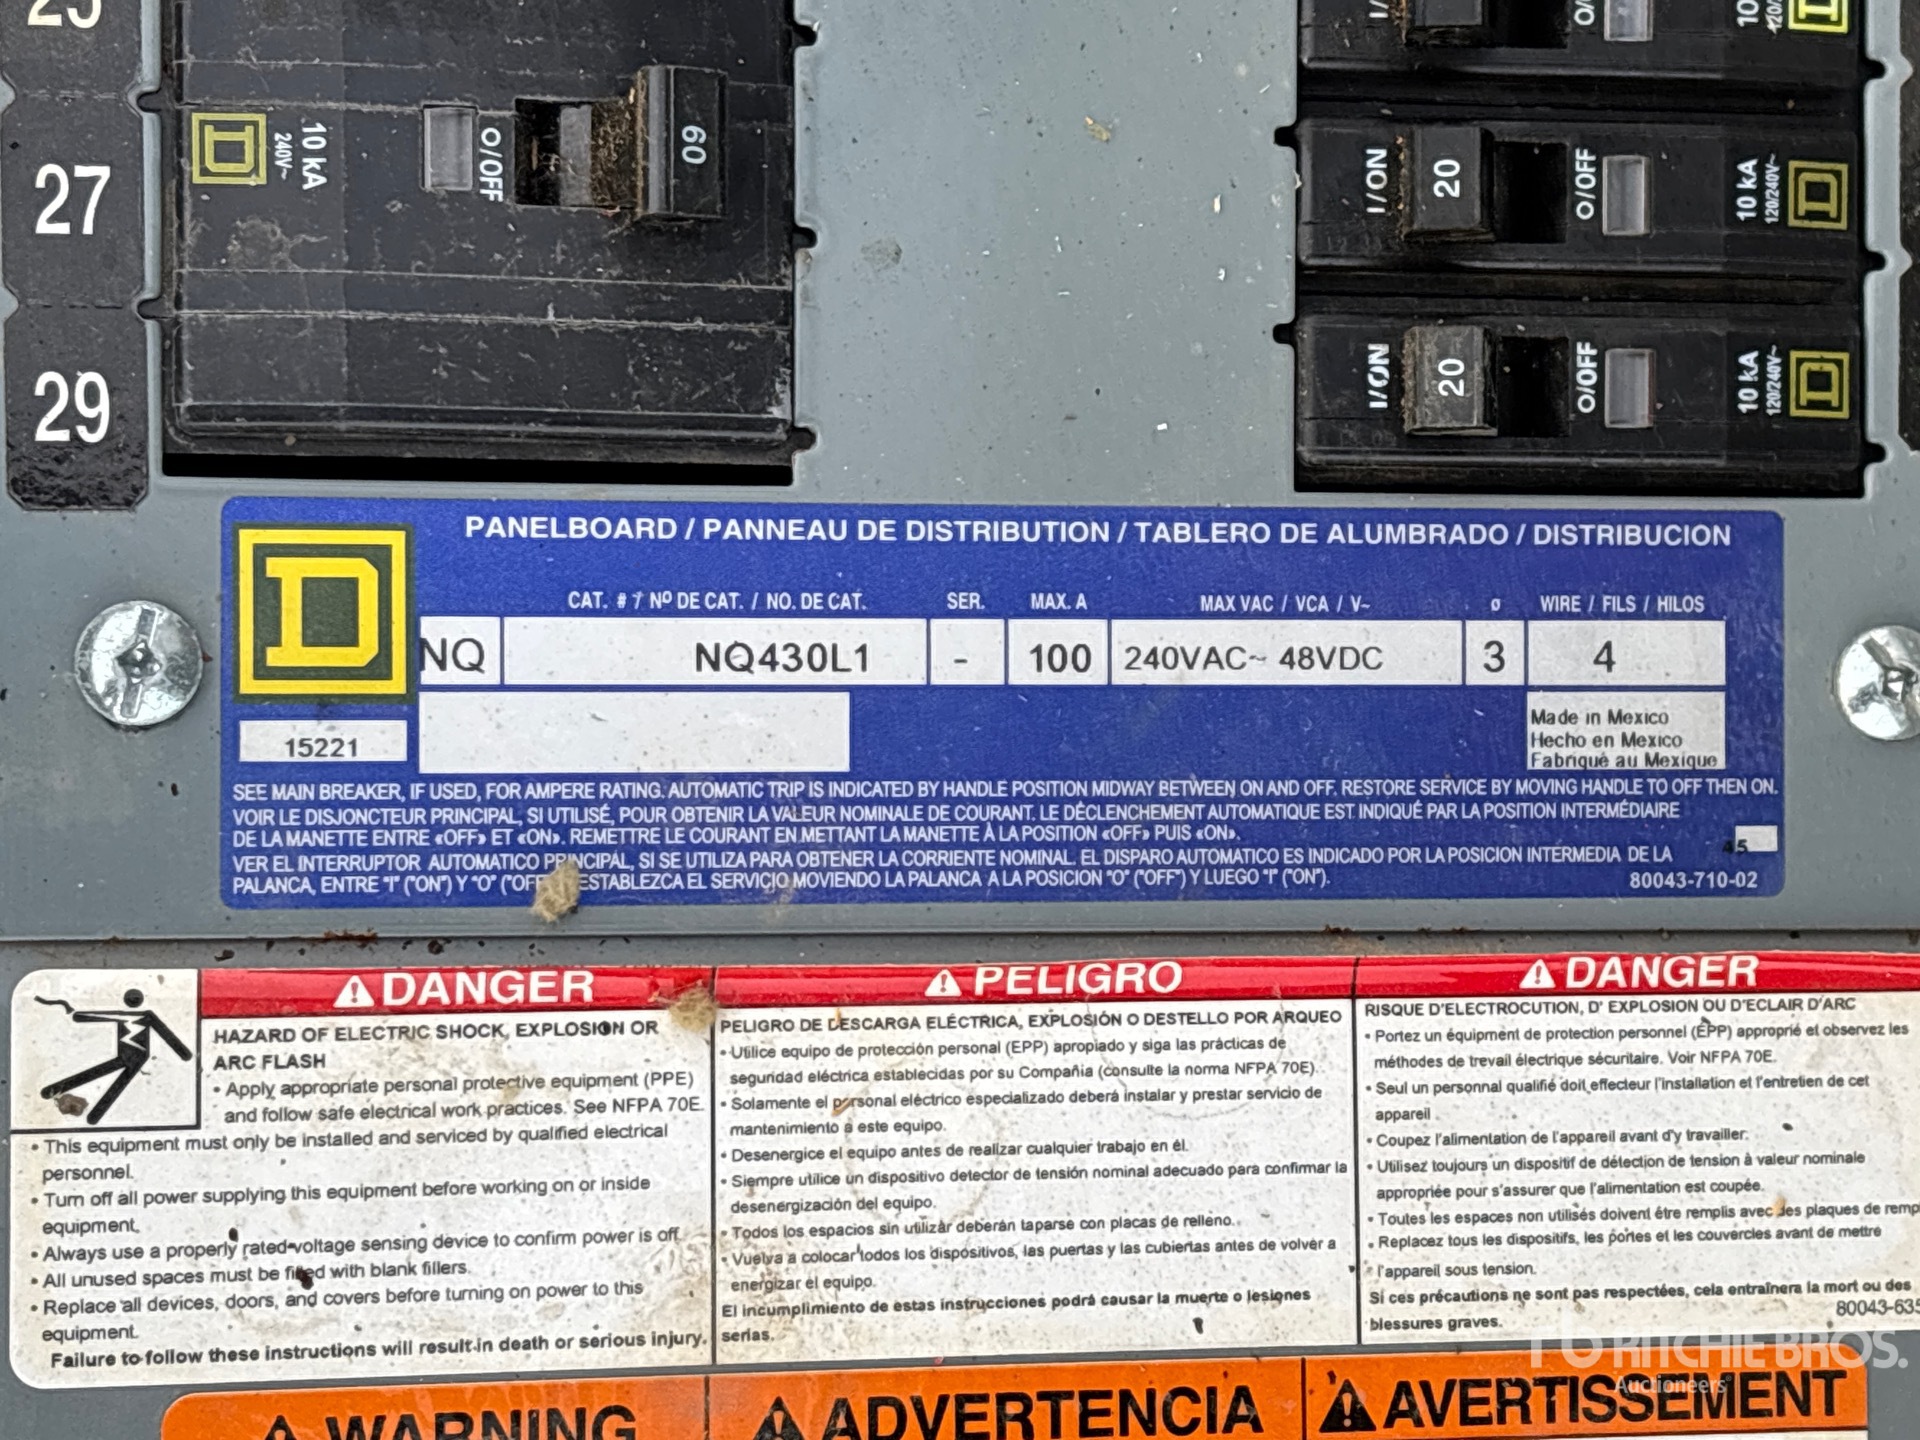 27
29
10 kA
240V~
O/OFF
60
I/ON
20
O/OFF
10 kA
120/240V~
I/ON
20
O/OFF
10 kA
120/240V~
PANELBOARD / PANNEAU DE DISTRIBUTION / TABLERO DE ALUMBRADO / DISTRIBUCION
CAT. # / Nº DE CAT. / NO. DE CAT. SER. MAX. A MAX VAC / VCA / V~ ø WIRE / FILS / HILOS
NQ NQ430L1 - 100 240VAC~ 48VDC 3 4
15221
Made in Mexico
Hecho en Mexico
Fabriqué au Mexique
SEE MAIN BREAKER, IF USED, FOR AMPERE RATING. AUTOMATIC TRIP IS INDICATED BY HANDLE POSITION MIDWAY BETWEEN ON AND OFF. RESTORE SERVICE BY MOVING HANDLE TO OFF THEN ON.
VOIR LE DISJONCTEUR PRINCIPAL, SI UTILISÉ, POUR OBTENIR LA VALEUR NOMINALE DE COURANT. LE DÉCLENCHEMENT AUTOMATIQUE EST INDIQUÉ PAR LA POSITION INTERMÉDIAIRE
DE LA MANETTE ENTRE «OFF» ET «ON». REMETTRE LE COURANT EN METTANT LA MANETTE À LA POSITION «OFF» PUIS «ON».
VER EL INTERRUPTOR AUTOMATICO PRINCIPAL, SI SE UTILIZA PARA OBTENER LA CORRIENTE NOMINAL. EL DISPARO AUTOMATICO ES INDICADO POR LA POSICION INTERMEDIA DE LA
PALANCA, ENTRE "I" ("ON") Y "O" ("OFF ESTABLEZCA EL SERVICIO MOVIENDO LA PALANCA A LA POSICION "O" ("OFF") Y LUEGO "I" ("ON").
45
80043-710-02
DANGER
HAZARD OF ELECTRIC SHOCK, EXPLOSION OR
ARC FLASH
• Apply appropriate personal protective equipment (PPE)
and follow safe electrical work practices. See NFPA 70E.
• This equipment must only be installed and serviced by qualified electrical
personnel.
• Turn off all power supplying this equipment before working on or inside
equipment.
• Always use a properly rated voltage sensing device to confirm power is off.
• All unused spaces must be filled with blank fillers.
• Replace all devices, doors, and covers before turning on power to this
equipment.
Failure to follow these instructions will result in death or serious injury.
PELIGRO
PELIGRO DE DESCARGA ELÉCTRICA, EXPLOSIÓN O DESTELLO POR ARQUEO
• Utilice equipo de protección personal (EPP) apropiado y siga las prácticas de
seguridad eléctrica establecidas por su Compañia (consulte la norma NFPA 70E).
• Solamente el personal eléctrico especializado deberá instalar y prestar servicio de
mantenimiento a este equipo.
• Desenergice el equipo antes de realizar cualquier trabajo en él.
• Siempre utilice un dispositivo detector de tensión nominal adecuado para confirmar la
desenergización del equipo.
• Todos los espacios sin utilizar deberán taparse con placas de relleno.
• Vuelva a colocar todos los dispositivos, las puertas y las cubiertas antes de volver a
energizar el equipo.
El incumplimiento de estas instrucciones podrá causar la muerte o lesiones
serias.
DANGER
RISQUE D'ELECTROCUTION, D' EXPLOSION OU D'ECLAIR D'ARC
• Portez un équipment de protection personnel (ÉPP) approprié et observez les
méthodes de trevail électrique sécuritaire. Voir NFPA 70E.
• Seul un personnal qualifié doit effecteur l'installation et l'entretien de cet
appareil
• Coupez l'alimentation de l'appareil avant d'y travailler.
• Utilisez toujours un dispositif de détection de tension à valeur nominale
appropriée pour s'assurer que l'alimentation est coupée.
• Toutes les espaces non utilisés doivent être remplis avec des plaques de remp
• Replacez tous les dispositifs, les portes et les couvercles avant de mettre
l'appareil sous tension.
Si ces précautions ne sont pas respectées, cela entraînera la mort ou des
blessures graves.
80043-635
WARNING
ADVERTENCIA
AVERTISSEMENT
RITCHIE BROS.
Auctioneers